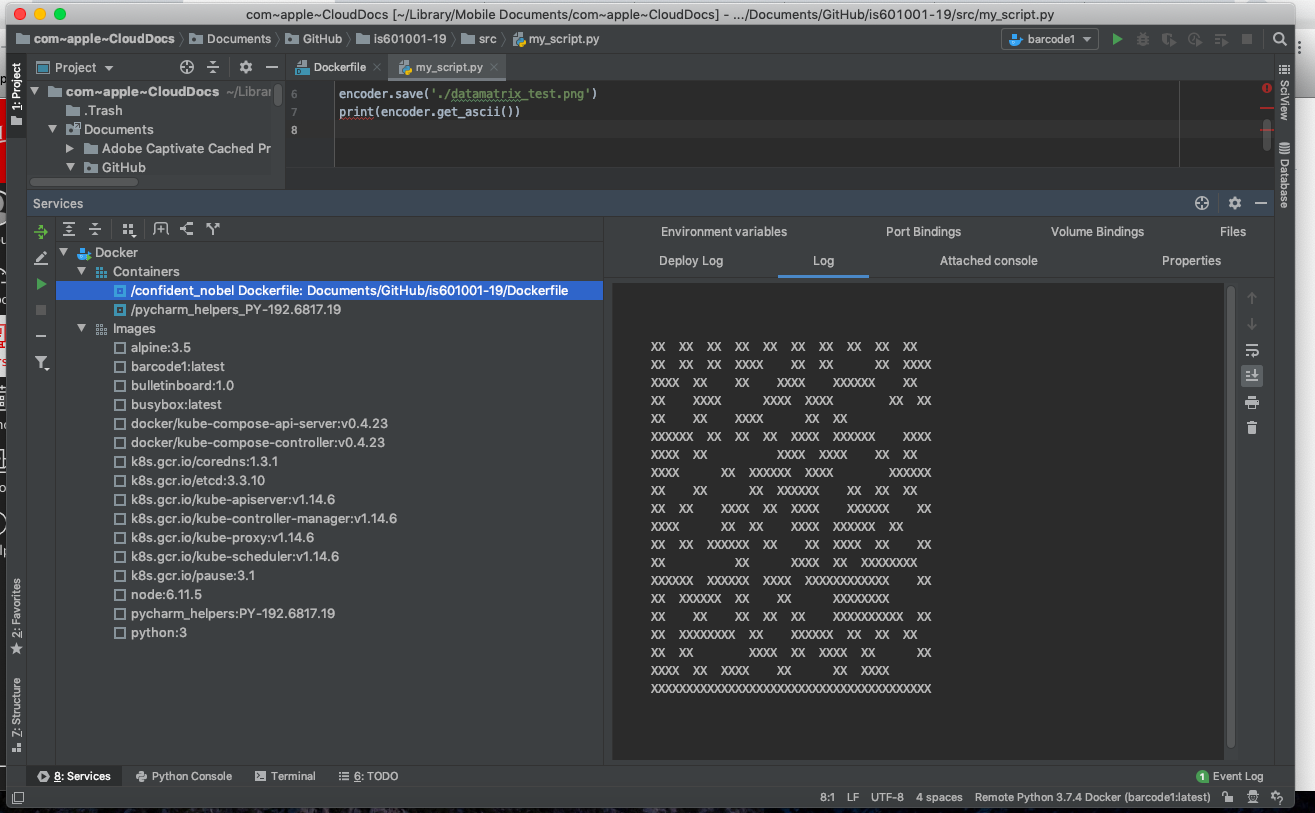 com~apple~CloudDocs [~/Library/Mobile Documents/com~apple~CloudDocs] - .../Documents/GitHub/is601001-19/src/my_script.py
com~apple~CloudDocs Documents GitHub is601001-19 src my_script.py barcode1
1: Project
Project
Dockerfile my_script.py
com~apple~CloudDocs ~/Librar
.Trash
Documents
Adobe Captivate Cached Pr
GitHub
6 encoder.save('./datamatrix_test.png')
7 print(encoder.get_ascii())
8
SciView
Database
Services
Docker
Containers
/confident_nobel Dockerfile: Documents/GitHub/is601001-19/Dockerfile
/pycharm_helpers_PY-192.6817.19
Images
alpine:3.5
barcode1:latest
bulletinboard:1.0
busybox:latest
docker/kube-compose-api-server:v0.4.23
docker/kube-compose-controller:v0.4.23
k8s.gcr.io/coredns:1.3.1
k8s.gcr.io/etcd:3.3.10
k8s.gcr.io/kube-apiserver:v1.14.6
k8s.gcr.io/kube-controller-manager:v1.14.6
k8s.gcr.io/kube-proxy:v1.14.6
k8s.gcr.io/kube-scheduler:v1.14.6
k8s.gcr.io/pause:3.1
node:6.11.5
pycharm_helpers:PY-192.6817.19
python:3
Environment variables Port Bindings Volume Bindings Files
Deploy Log Log Attached console Properties
XX  XX  XX  XX  XX  XX  XX  XX  XX  XX
XX  XX  XX  XXXX    XX  XX      XX  XXXX
XXXX  XX    XX    XXXX    XXXXXX    XX
XX    XXXX      XXXX  XXXX        XX  XX
XX    XX    XXXX      XX  XX
XXXXXX  XX  XX  XX  XXXX  XXXXXX    XXXX
XXXX  XX          XXXX  XXXX    XX  XX
XXXX      XX  XXXXXX  XXXX        XXXXXX
XX    XX      XX  XXXXXX    XX  XX  XX
XX    XXXX  XX  XX  XXXX  XXXXXX    XX
XXXX      XX  XX    XXXX  XXXXXX  XX
XX  XX  XXXXXX  XX    XX  XXXX  XX    XX
XX          XX      XXXX  XX  XXXXXXXX
XXXXXX  XXXXXX  XXXX  XXXXXXXXXXXX    XX
XX  XXXXXX  XX    XX      XXXXXXXX
XX    XX    XX  XX  XX    XXXXXXXXXX  XX
XX  XXXXXXXX  XX    XXXXXX  XX  XX  XX
XX  XX        XXXX  XX  XXXX  XX      XX
XXXX  XX  XXXX    XX      XX  XXXX
XXXXXXXXXXXXXXXXXXXXXXXXXXXXXXXXXXXXXXXX
2: Favorites
7: Structure
8: Services Python Console Terminal 6: TODO 1 Event Log
8:1 LF UTF-8 4 spaces Remote Python 3.7.4 Docker (barcode1:latest)